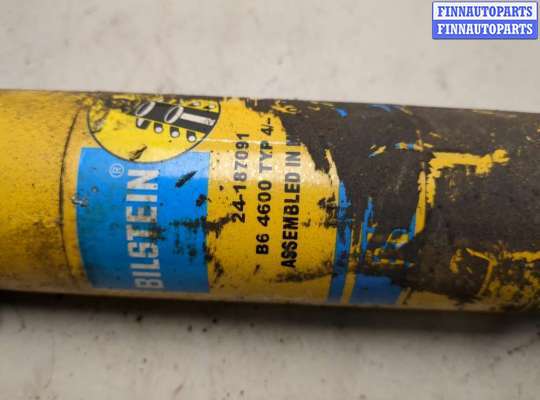 FINNAUTOPARTS
FINNAUTOPARTS
BILSTEIN®
24-187091
B6 4600 TYP 4/-
ASSEMBLED IN